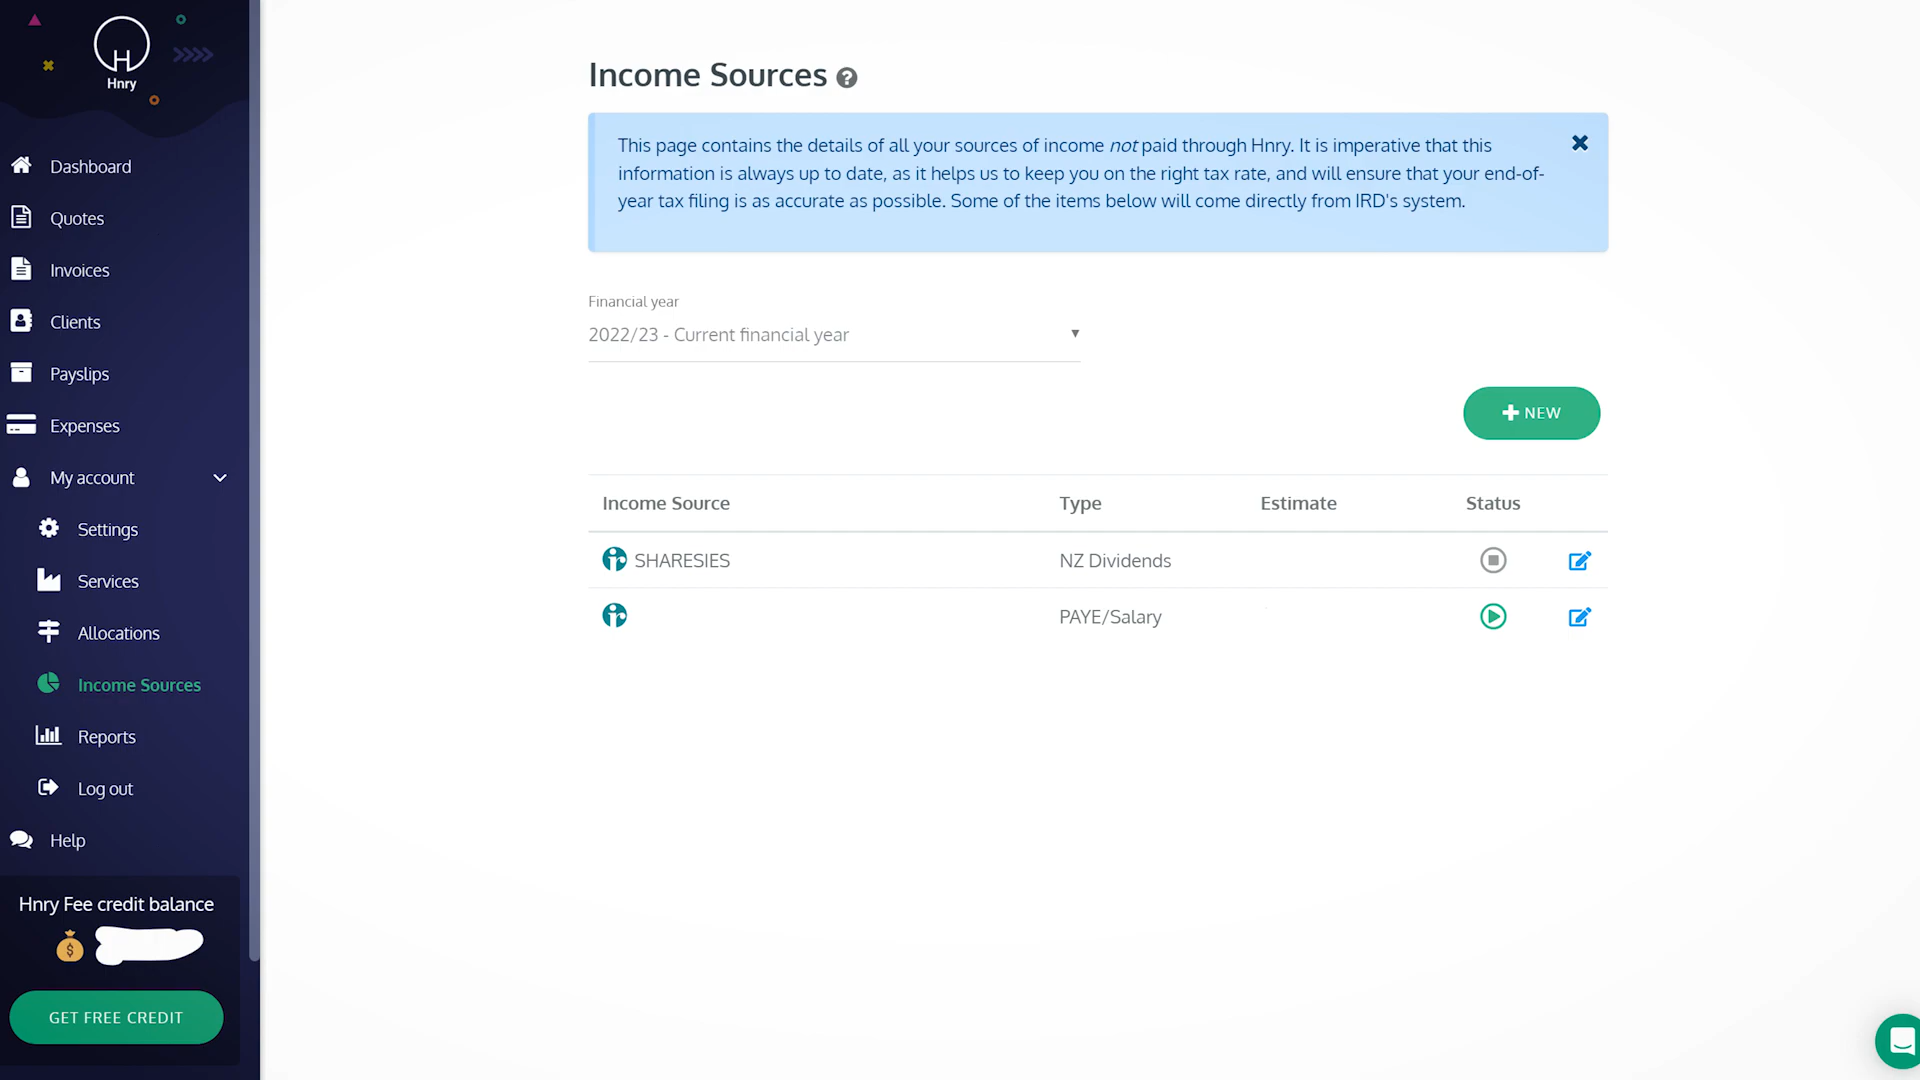 Hnry
Dashboard
Quotes
Invoices
Clients
Payslips
Expenses
My account
Settings
Services
Allocations
Income Sources
Reports
Log out
Help
Hnry Fee credit balance
GET FREE CREDIT
Income Sources ?
This page contains the details of all your sources of income not paid through Hnry. It is imperative that this
information is always up to date, as it helps us to keep you on the right tax rate, and will ensure that your end-of-
year tax filing is as accurate as possible. Some of the items below will come directly from IRD's system.
Financial year
2022/23 - Current financial year
NEW
Income Source Type Estimate Status
SHARESIES NZ Dividends
PAYE/Salary